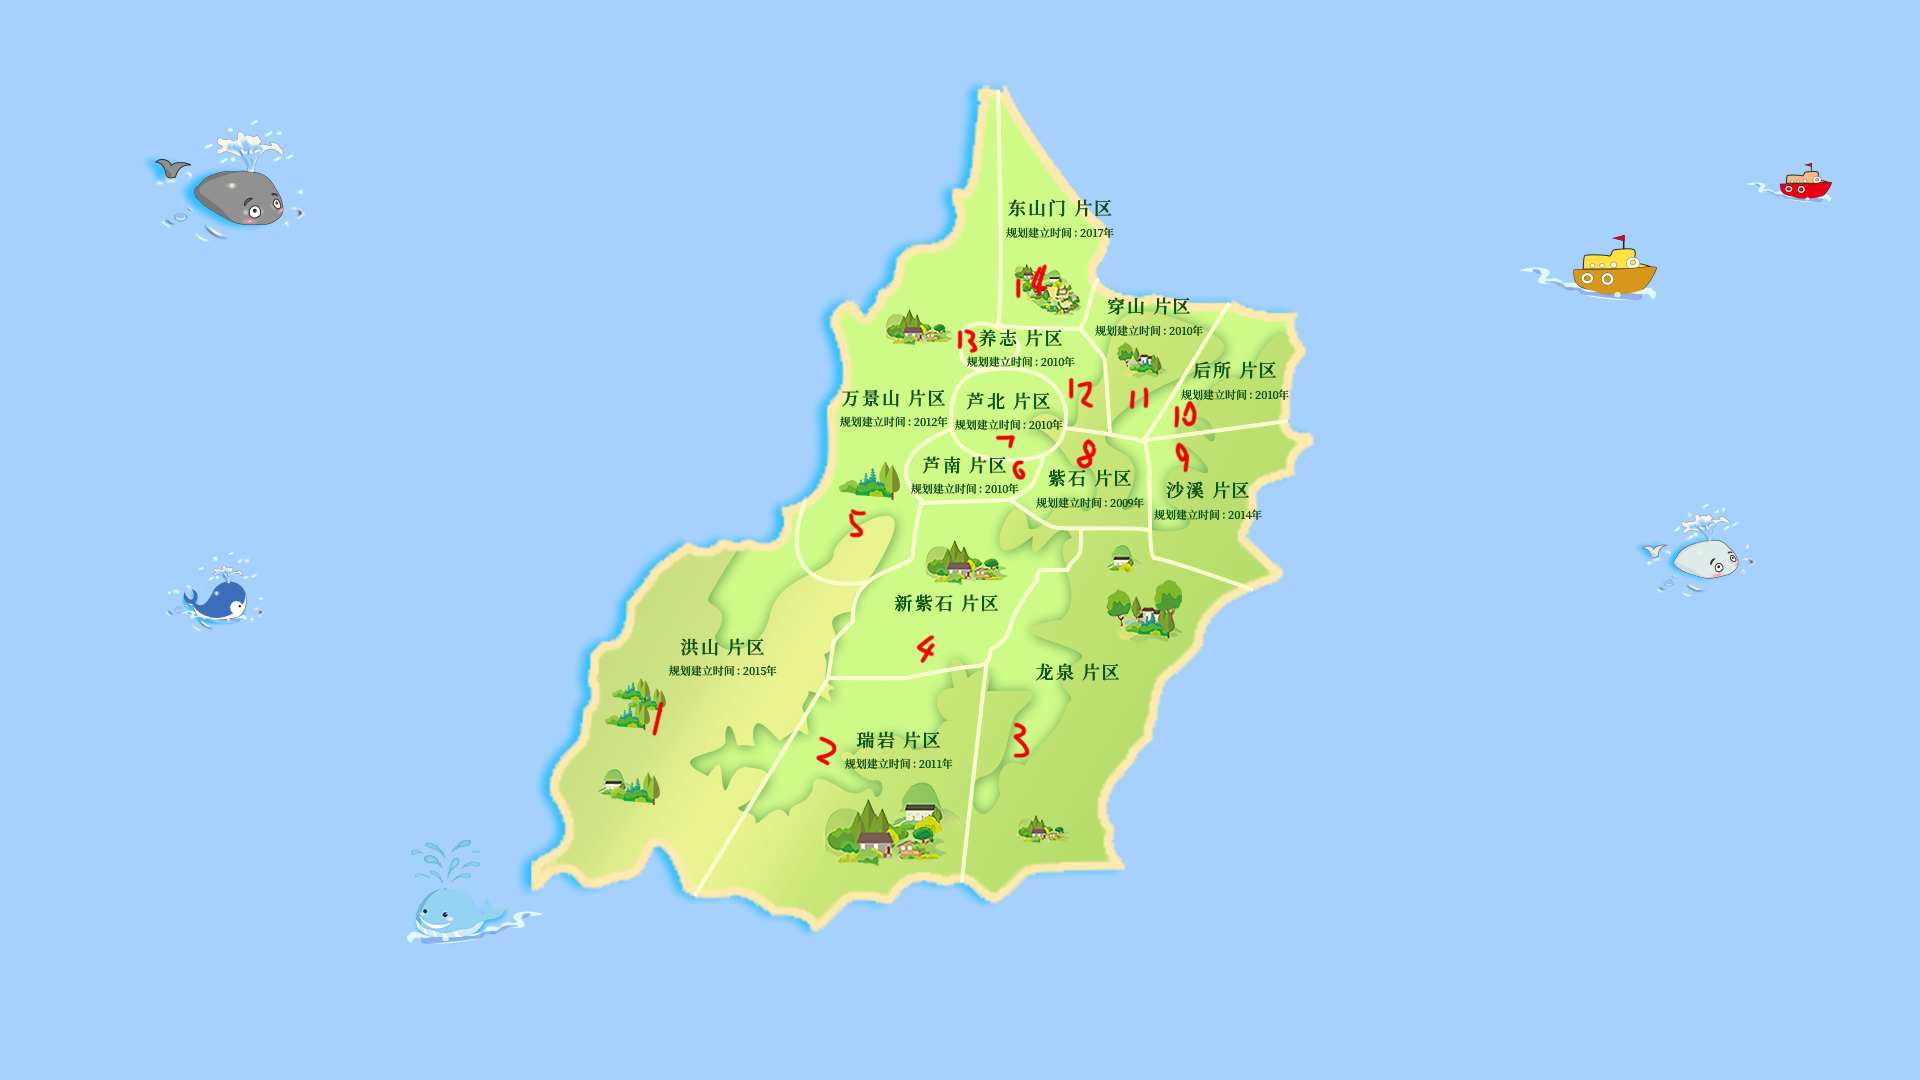 东山门 片区
规划建立时间 : 2017年
14
穿山 片区
规划建立时间 : 2010年
13
养志 片区
规划建立时间 : 2010年
后所 片区
规划建立时间 : 2010年
万景山 片区
规划建立时间 : 2012年
芦北 片区
规划建立时间 : 2010年
12
11
10
7
8
9
芦南 片区
规划建立时间 : 2010年
6
紫石 片区
规划建立时间 : 2009年
沙溪 片区
规划建立时间 : 2014年
5
新紫石 片区
4
洪山 片区
规划建立时间 : 2015年
龙泉 片区
1
瑞岩 片区
规划建立时间 : 2011年
2
3